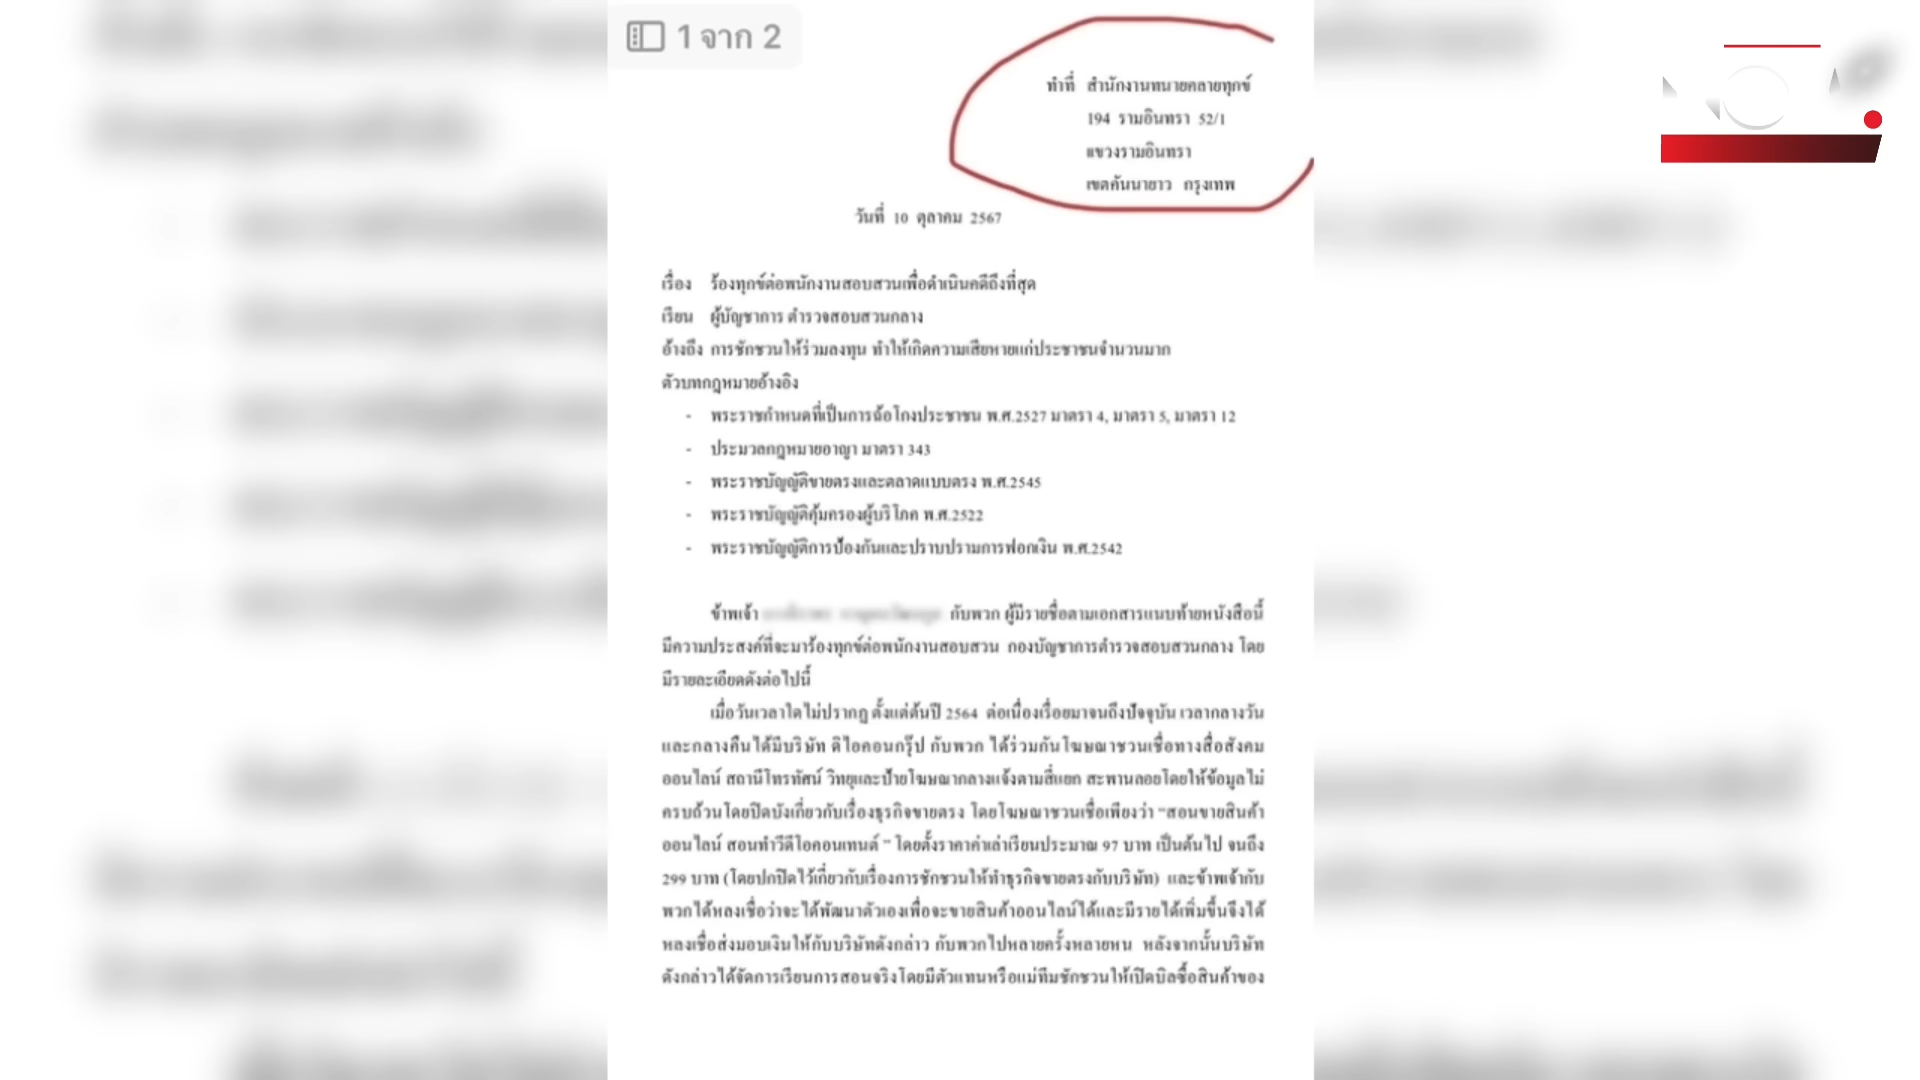 1 จาก 2
ทำที่ สำนักงานทนายคลายทุกข์
194 รามอินทรา 52/1
แขวงรามอินทรา
เขตคันนายาว กรุงเทพ
วันที่ 10 ตุลาคม 2567
เรื่อง ร้องทุกข์ต่อพนักงานสอบสวนเพื่อดำเนินคดีถึงที่สุด
เรียน ผู้บัญชาการ ตำรวจสอบสวนกลาง
อ้างถึง การชักชวนให้ร่วมลงทุน ทำให้เกิดความเสียหายแก่ประชาชนจำนวนมาก
ตัวบทกฎหมายอ้างอิง
- พระราชกำหนดที่เป็นการฉ้อโกงประชาชน พ.ศ.2527 มาตรา 4, มาตรา 5, มาตรา 12
- ประมวลกฎหมายอาญา มาตรา 343
- พระราชบัญญัติขายตรงและตลาดแบบตรง พ.ศ.2545
- พระราชบัญญัติคุ้มครองผู้บริโภค พ.ศ.2522
- พระราชบัญญัติการป้องกันและปราบปรามการฟอกเงิน พ.ศ.2542
ข้าพเจ้า กับพวก ผู้มีรายชื่อตามเอกสารแนบท้ายหนังสือนี้
มีความประสงค์ที่จะมาร้องทุกข์ต่อพนักงานสอบสวน กองบัญชาการตำรวจสอบสวนกลาง โดย
มีรายละเอียดดังต่อไปนี้
เมื่อวันเวลาใดไม่ปรากฏ ตั้งแต่ต้นปี 2564 ต่อเนื่องเรื่อยมาจนถึงปัจจุบัน เวลากลางวัน
และกลางคืนได้มีบริษัท ดิไอคอนกรุ๊ป กับพวก ได้ร่วมกันโฆษณาชวนเชื่อทางสื่อสังคม
ออนไลน์ สถานีโทรทัศน์ วิทยุและป้ายโฆษณากลางแจ้งตามสี่แยก สะพานลอยโดยให้ข้อมูลไม่
ครบถ้วนโดยปิดบังเกี่ยวกับเรื่องธุรกิจขายตรง โดยโฆษณาชวนเชื่อเพียงว่า "สอนขายสินค้า
ออนไลน์ สอนทำวีดีโอคอนเทนต์ " โดยตั้งราคาค่าเล่าเรียนประมาณ 97 บาท เป็นต้นไป จนถึง
299 บาท (โดยปกปิดไว้เกี่ยวกับเรื่องการชักชวนให้ทำธุรกิจขายตรงกับบริษัท) และข้าพเจ้ากับ
พวกได้หลงเชื่อว่าจะได้พัฒนาตัวเองเพื่อจะขายสินค้าออนไลน์ได้และมีรายได้เพิ่มขึ้นจึงได้
หลงเชื่อส่งมอบเงินให้กับบริษัทดังกล่าว กับพวกไปหลายครั้งหลายหน หลังจากนั้นบริษัท
ดังกล่าวได้จัดการเรียนการสอนจริงโดยมีตัวแทนหรือแม่ทีมชักชวนให้เปิดบิลซื้อสินค้าของ